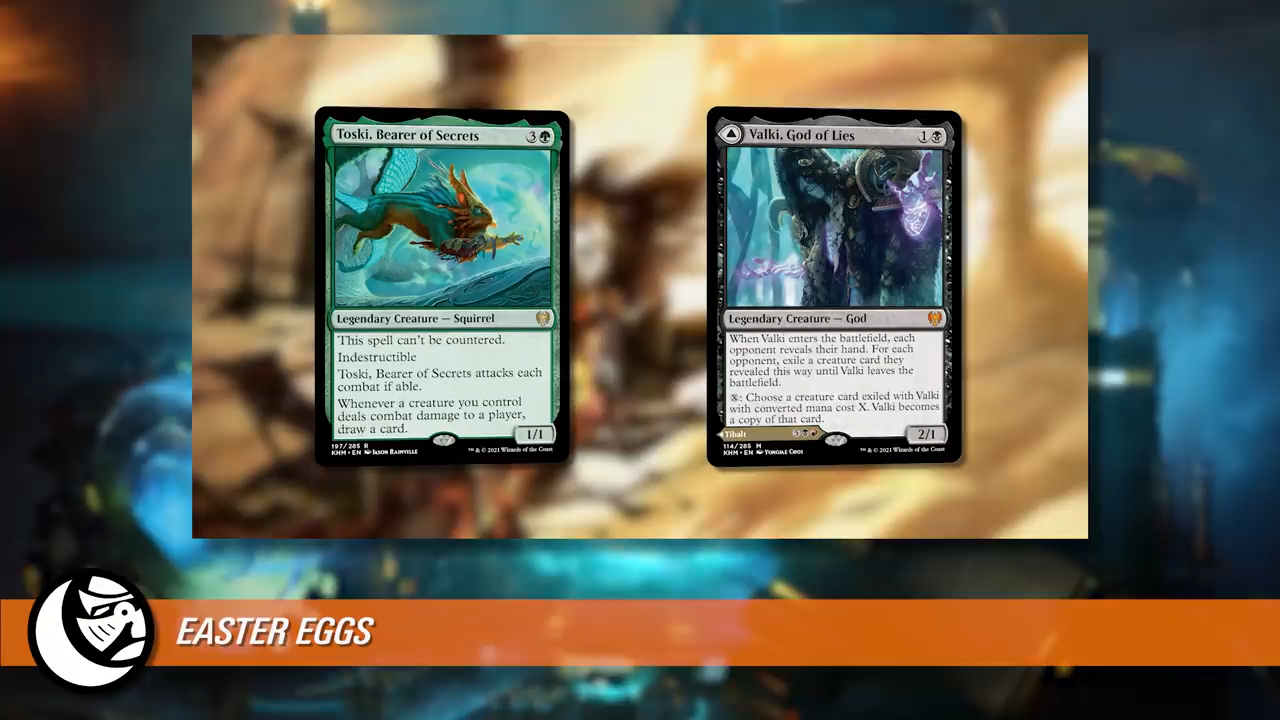 Toski, Bearer of Secrets 3
Legendary Creature — Squirrel
This spell can't be countered.
Indestructible
Toski, Bearer of Secrets attacks each
combat if able.
Whenever a creature you control
deals combat damage to a player,
draw a card.
1/1
197/285 R
KHM • EN Jason Rainville
™ & © 2021 Wizards of the Coast
Valki, God of Lies 1
Legendary Creature — God
When Valki enters the battlefield, each
opponent reveals their hand. For each
opponent, exile a creature card they
revealed this way until Valki leaves the
battlefield.
X: Choose a creature card exiled with Valki
with converted mana cost X. Valki becomes
a copy of that card.
Tibalt 5
2/1
114/285 M
KHM • EN Yongjae Choi
™ & © 2021 Wizards of the Coast
EASTER EGGS